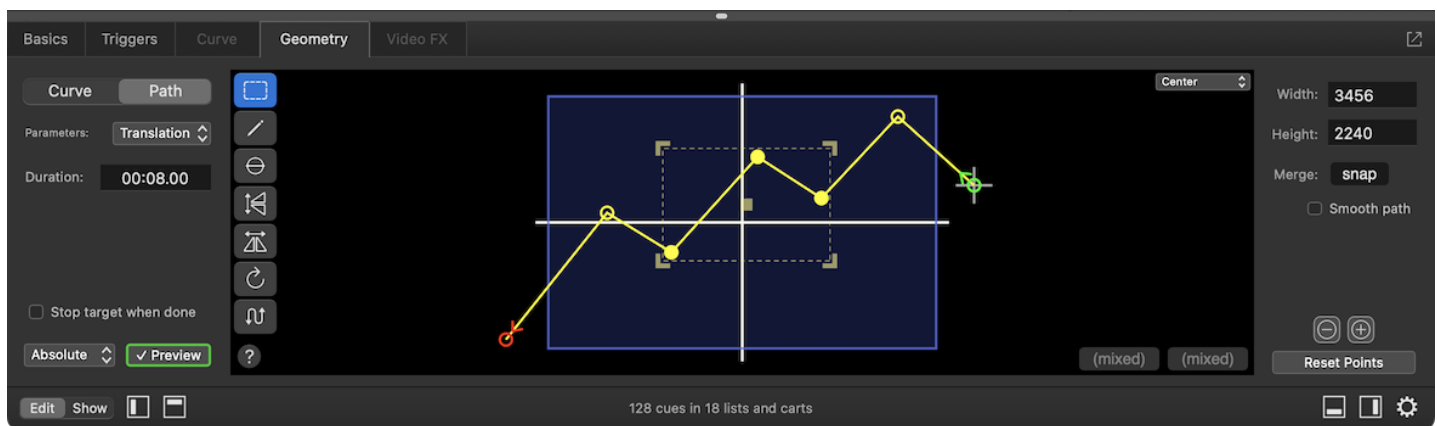 Basics Triggers Curve Geometry Video FX
Curve Path
Center
Width: 3456
Parameters: Translation
Height: 2240
Duration: 00:08.00
Merge: snap
Smooth path
Stop target when done
Absolute ✓ Preview
?
(mixed) (mixed)
Reset Points
Edit Show
128 cues in 18 lists and carts